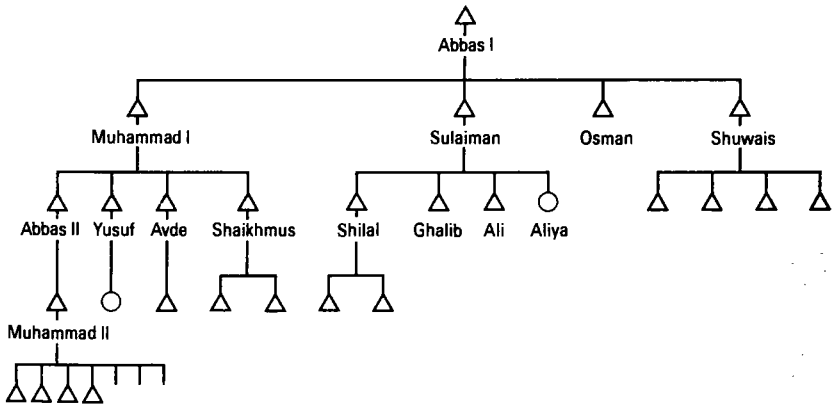 Abbas I
Muhammad I Sulaiman Osman Shuwais
Abbas II Yusuf Avde Shaikhmus Shilal Ghalib Ali Aliya
Muhammad II